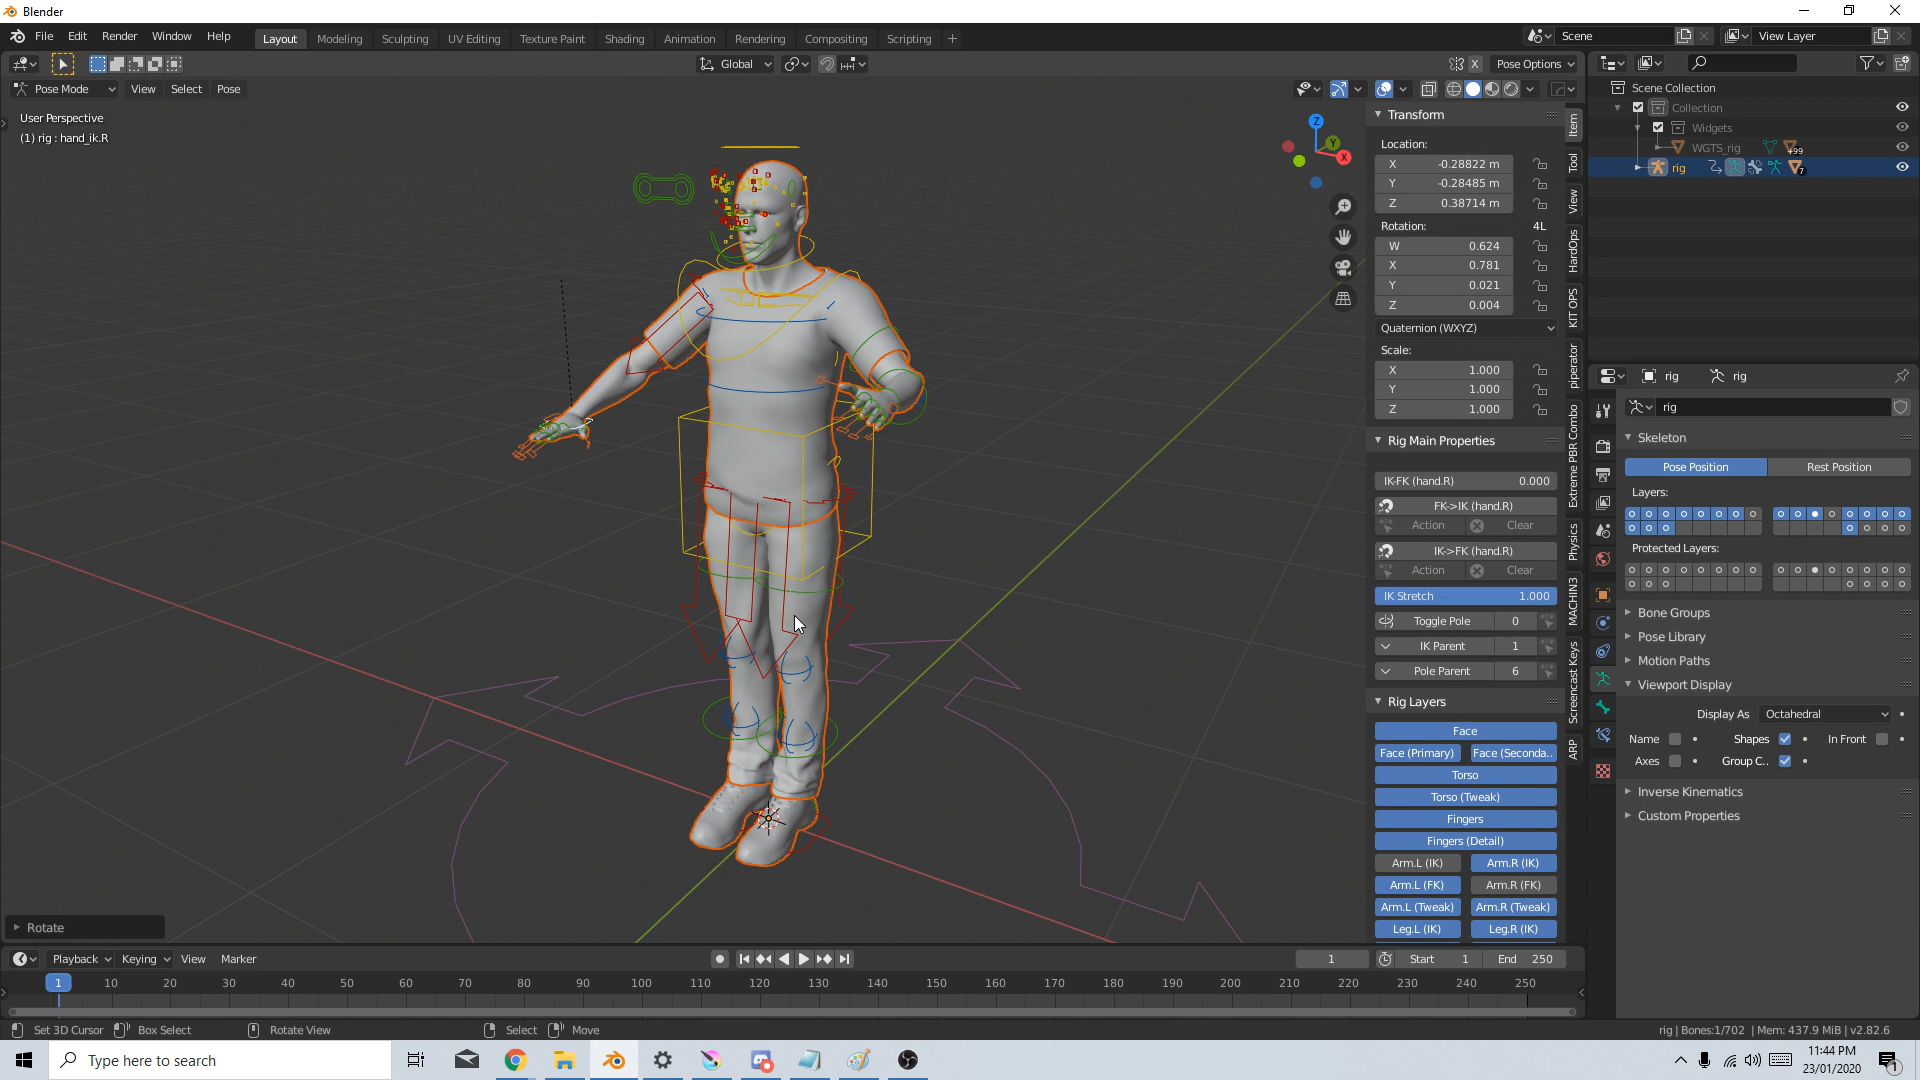 Blender
File Edit Render Window Help
Layout Modeling Sculpting UV Editing Texture Paint Shading Animation Rendering Compositing Scripting +
Scene
View Layer
Global
X
Pose Options
Pose Mode View Select Pose
User Perspective
(1) rig : hand_ik.R
Z
Y
X
Transform
Location:
X -0.28822 m
Y -0.28485 m
Z 0.38714 m
Rotation: 4L
W 0.624
X 0.781
Y 0.021
Z 0.004
Quaternion (WXYZ)
Scale:
X 1.000
Y 1.000
Z 1.000
Rig Main Properties
IK-FK (hand.R) 0.000
FK->IK (hand.R)
Action Clear
IK->FK (hand.R)
Action Clear
IK Stretch 1.000
Toggle Pole 0
IK Parent 1
Pole Parent 6
Rig Layers
Face
Face (Primary) Face (Seconda..
Torso
Torso (Tweak)
Fingers
Fingers (Detail)
Arm.L (IK) Arm.R (IK)
Arm.L (FK) Arm.R (FK)
Arm.L (Tweak) Arm.R (Tweak)
Leg.L (IK) Leg.R (IK)
Item
Tool
View
HardOps
KIT OPS
piperator
Extreme PBR Combo
Physics
MACHIN3
Screencast Keys
ARP
Scene Collection
Collection
Widgets
WGTS_rig +99
rig 7
rig rig
rig
Skeleton
Pose Position Rest Position
Layers:
Protected Layers:
Bone Groups
Pose Library
Motion Paths
Viewport Display
Display As Octahedral
Name Shapes In Front
Axes Group C..
Inverse Kinematics
Custom Properties
Rotate
Playback Keying View Marker
1 Start 1 End 250
1 10 20 30 40 50 60 70 80 90 100 110 120 130 140 150 160 170 180 190 200 210 220 230 240 250
Set 3D Cursor Box Select Rotate View Select Move
rig | Bones:1/702 | Mem: 437.9 MiB | v2.82.6
Type here to search
11:44 PM
23/01/2020
1